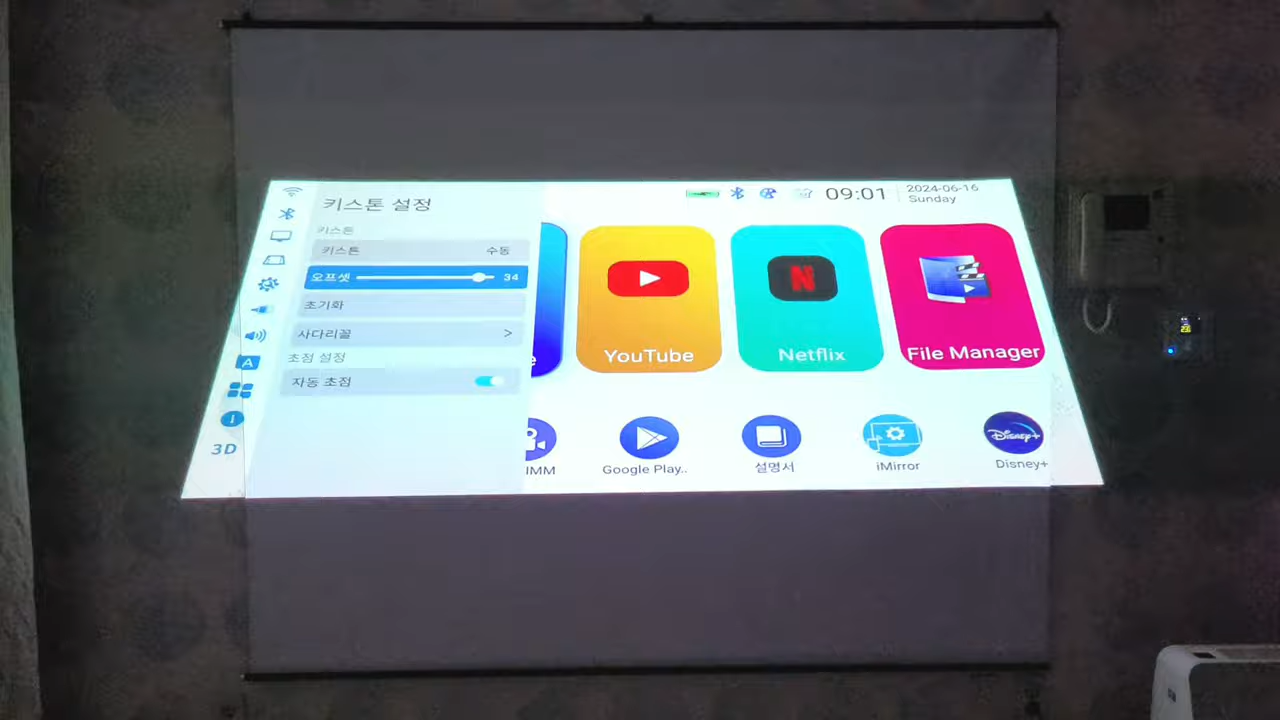 키스톤 설정
09:01
2024-06-16
Sunday
키스톤
키스톤 수동
오프셋 34
초기화
사다리꼴 >
초점 설정
자동 초점
A
i
3D
e
YouTube
N
Netflix
File Manager
IMM
Google Play..
설명서
iMirror
Disney+
Disney+